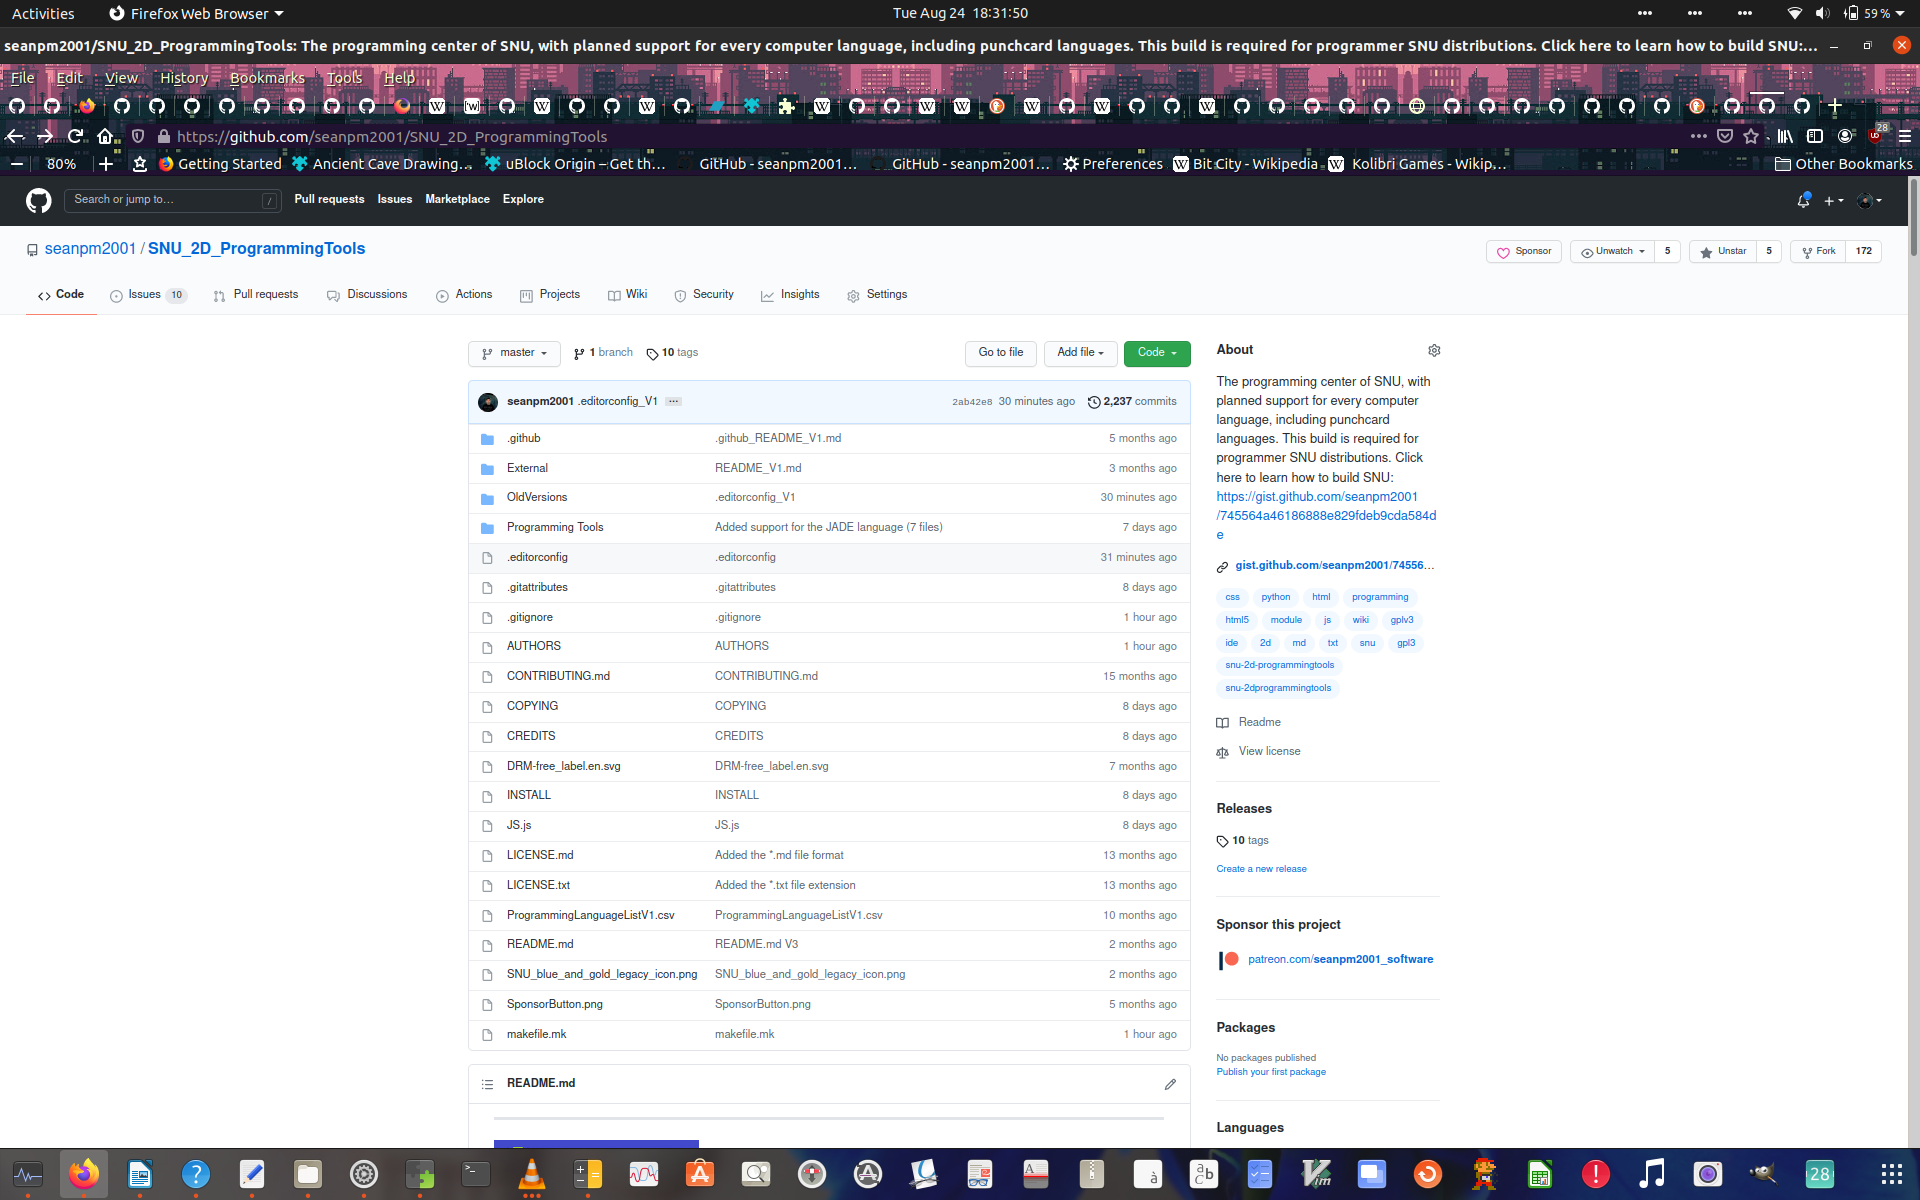 Activities
Firefox Web Browser
Tue Aug 24 18:31:50
59 %
seanpm2001/SNU_2D_ProgrammingTools: The programming center of SNU, with planned support for every computer language, including punchcard languages. This build is required for programmer SNU distributions. Click here to learn how to build SNU:...
File Edit View History Bookmarks Tools Help
https://github.com/seanpm2001/SNU_2D_ProgrammingTools
28
80%
Getting Started
Ancient Cave Drawing...
uBlock Origin – Get th...
GitHub - seanpm2001...
GitHub - seanpm2001...
Preferences
Bit City - Wikipedia
Kolibri Games - Wikip...
Other Bookmarks
Search or jump to...
/
Pull requests
Issues
Marketplace
Explore
seanpm2001 / SNU_2D_ProgrammingTools
Sponsor
Unwatch 5
Unstar 5
Fork 172
Code
Issues 10
Pull requests
Discussions
Actions
Projects
Wiki
Security
Insights
Settings
master
1 branch
10 tags
Go to file
Add file
Code
seanpm2001 .editorconfig_V1 ... 2ab42e8 30 minutes ago 2,237 commits
.github .github_README_V1.md 5 months ago
External README_V1.md 3 months ago
OldVersions .editorconfig_V1 30 minutes ago
Programming Tools Added support for the JADE language (7 files) 7 days ago
.editorconfig .editorconfig 31 minutes ago
.gitattributes .gitattributes 8 days ago
.gitignore .gitignore 1 hour ago
AUTHORS AUTHORS 1 hour ago
CONTRIBUTING.md CONTRIBUTING.md 15 months ago
COPYING COPYING 8 days ago
CREDITS CREDITS 8 days ago
DRM-free_label.en.svg DRM-free_label.en.svg 7 months ago
INSTALL INSTALL 8 days ago
JS.js JS.js 8 days ago
LICENSE.md Added the *.md file format 13 months ago
LICENSE.txt Added the *.txt file extension 13 months ago
ProgrammingLanguageListV1.csv ProgrammingLanguageListV1.csv 10 months ago
README.md README.md V3 2 months ago
SNU_blue_and_gold_legacy_icon.png SNU_blue_and_gold_legacy_icon.png 2 months ago
SponsorButton.png SponsorButton.png 5 months ago
makefile.mk makefile.mk 1 hour ago
README.md
About
The programming center of SNU, with
planned support for every computer
language, including punchcard
languages. This build is required for
programmer SNU distributions. Click
here to learn how to build SNU:
https://gist.github.com/seanpm2001
/745564a46186888e829fdeb9cda584d
e
gist.github.com/seanpm2001/74556...
css python html programming
html5 module js wiki gplv3
ide 2d md txt snu gpl3
snu-2d-programmingtools
snu-2dprogrammingtools
Readme
View license
Releases
10 tags
Create a new release
Sponsor this project
patreon.com/seanpm2001_software
Packages
No packages published
Publish your first package
Languages
28